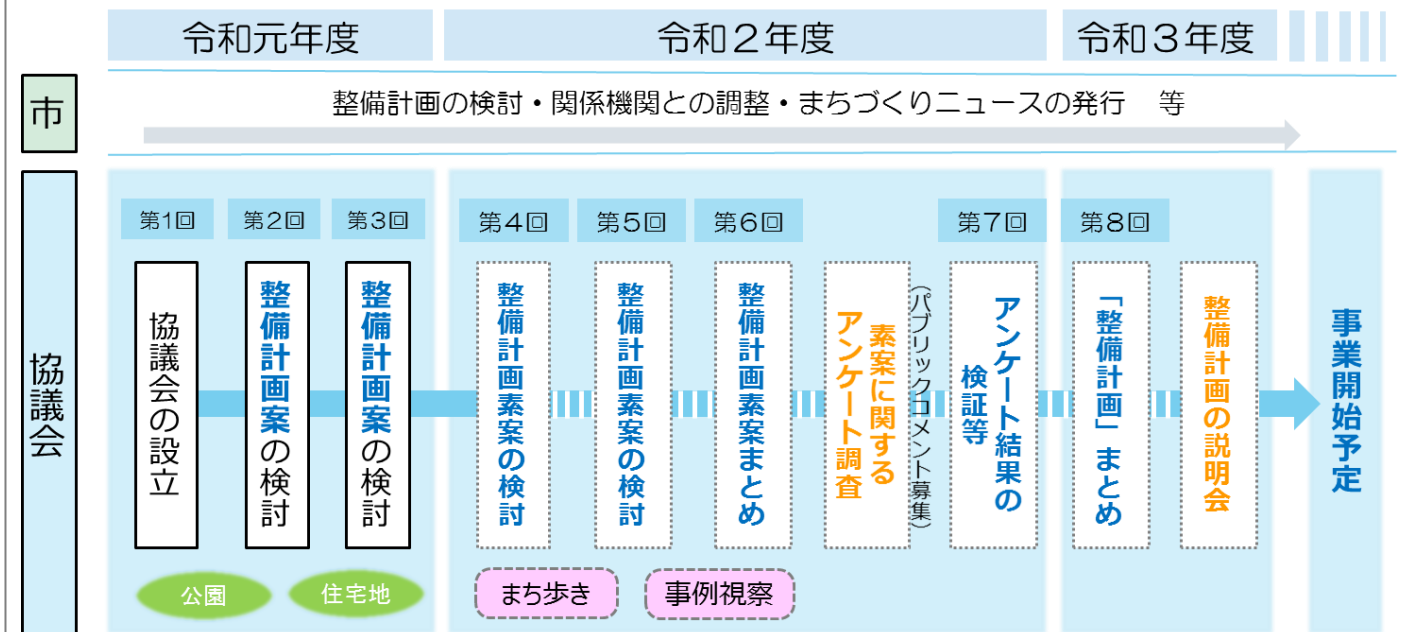 令和元年度
令和２年度
令和３年度
市
整備計画の検討・関係機関との調整・まちづくりニュースの発行　等
協議会
第1回
第2回
第3回
第4回
第5回
第6回
第7回
第8回
協議会の設立
整備計画案の検討
整備計画案の検討
整備計画素案の検討
整備計画素案の検討
整備計画素案まとめ
素案に関する
アンケート調査
（パブリックコメント募集）
アンケート結果の
検証等
「整備計画」まとめ
整備計画の説明会
事業開始予定
公園
住宅地
まち歩き
事例視察